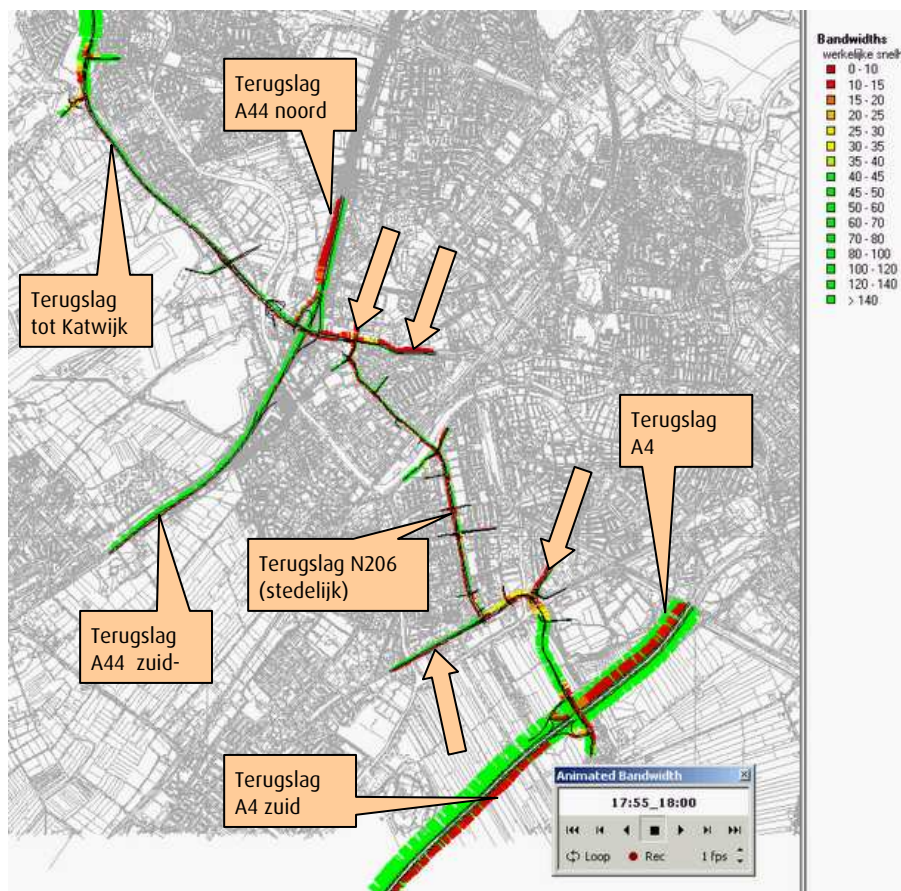 Terugslag
A44 noord
Terugslag
tot Katwijk
Terugslag
A4
Terugslag N206
(stedelijk)
Terugslag
A44 zuid-
Terugslag
A4 zuid
Bandwidths
werkelijke snelh
0 - 10
10 - 15
15 - 20
20 - 25
25 - 30
30 - 35
35 - 40
40 - 45
45 - 50
50 - 60
60 - 70
70 - 80
80 - 100
100 - 120
120 - 140
> 140
Animated Bandwidth
17:55_18:00
Loop Rec 1 fps